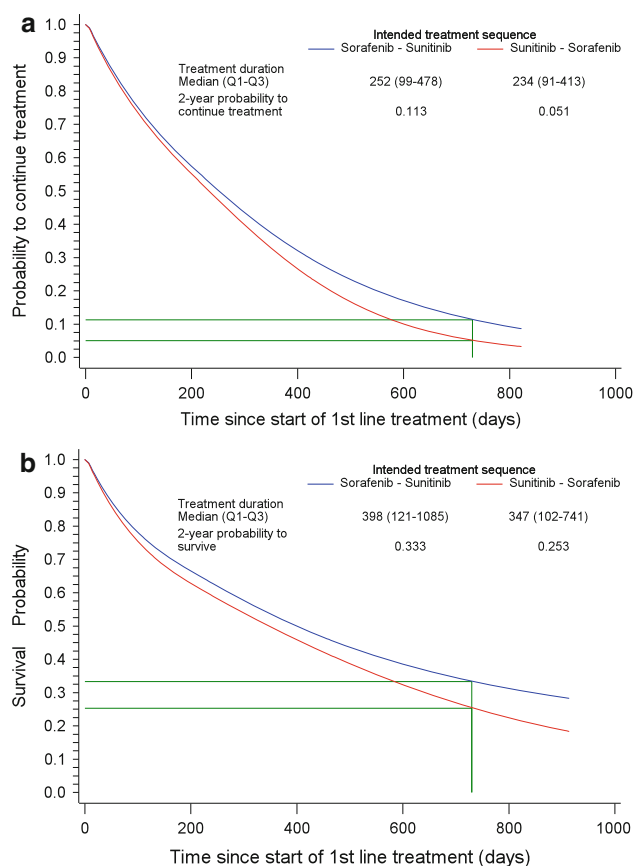 a
Intended treatment sequence
Sorafenib - Sunitinib Sunitinib - Sorafenib
Treatment duration
Median (Q1-Q3) 252 (99-478) 234 (91-413)
2-year probability to
continue treatment 0.113 0.051
Probability to continue treatment
1.0
0.9
0.8
0.7
0.6
0.5
0.4
0.3
0.2
0.1
0.0
0 200 400 600 800 1000
Time since start of 1st line treatment (days)
b
Intended treatment sequence
Sorafenib - Sunitinib Sunitinib - Sorafenib
Treatment duration
Median (Q1-Q3) 398 (121-1085) 347 (102-741)
2-year probability to
survive 0.333 0.253
Survival Probability
1.0
0.9
0.8
0.7
0.6
0.5
0.4
0.3
0.2
0.1
0.0
0 200 400 600 800 1000
Time since start of 1st line treatment (days)